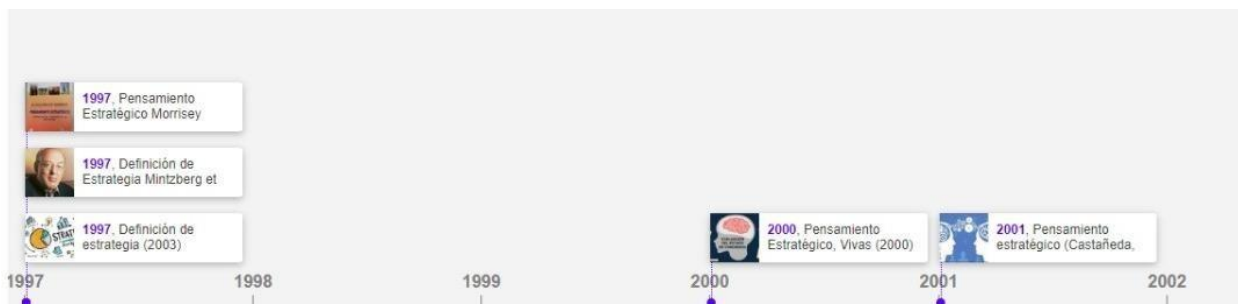 1997, Pensamiento
Estratégico Morrisey
1997, Definición de
Estrategia Mintzberg et
1997, Definición de
estrategia (2003)
2000, Pensamiento
Estratégico, Vivas (2000)
2001, Pensamiento
estratégico (Castañeda,
1997
1998
1999
2000
2001
2002